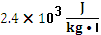 2.4 • 10³ J / kg • l